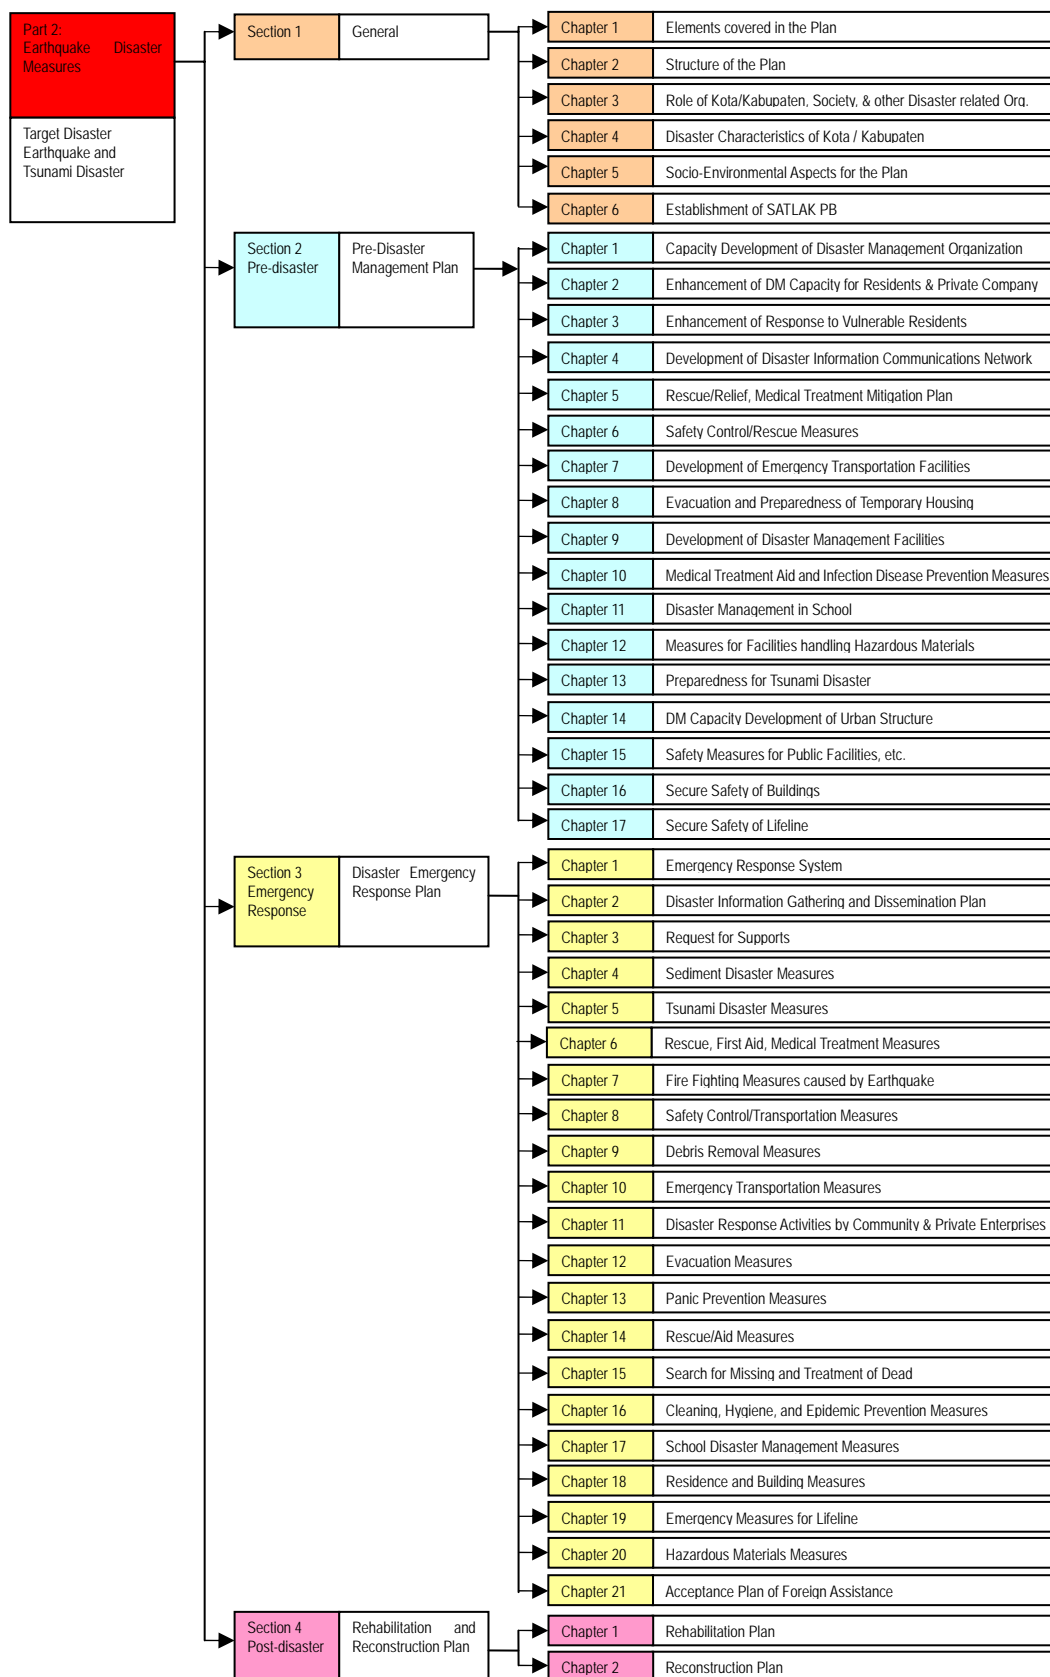 Part 2:
Earthquake Disaster
Measures
Target Disaster
Earthquake and
Tsunami Disaster
Section 1
General
Chapter 1 Elements covered in the Plan
Chapter 2 Structure of the Plan
Chapter 3 Role of Kota/Kabupaten, Society, & other Disaster related Org.
Chapter 4 Disaster Characteristics of Kota / Kabupaten
Chapter 5 Socio-Environmental Aspects for the Plan
Chapter 6 Establishment of SATLAK PB
Section 2
Pre-disaster
Pre-Disaster
Management Plan
Chapter 1 Capacity Development of Disaster Management Organization
Chapter 2 Enhancement of DM Capacity for Residents & Private Company
Chapter 3 Enhancement of Response to Vulnerable Residents
Chapter 4 Development of Disaster Information Communications Network
Chapter 5 Rescue/Relief, Medical Treatment Mitigation Plan
Chapter 6 Safety Control/Rescue Measures
Chapter 7 Development of Emergency Transportation Facilities
Chapter 8 Evacuation and Preparedness of Temporary Housing
Chapter 9 Development of Disaster Management Facilities
Chapter 10 Medical Treatment Aid and Infection Disease Prevention Measures
Chapter 11 Disaster Management in School
Chapter 12 Measures for Facilities handling Hazardous Materials
Chapter 13 Preparedness for Tsunami Disaster
Chapter 14 DM Capacity Development of Urban Structure
Chapter 15 Safety Measures for Public Facilities, etc.
Chapter 16 Secure Safety of Buildings
Chapter 17 Secure Safety of Lifeline
Section 3
Emergency
Response
Disaster Emergency
Response Plan
Chapter 1 Emergency Response System
Chapter 2 Disaster Information Gathering and Dissemination Plan
Chapter 3 Request for Supports
Chapter 4 Sediment Disaster Measures
Chapter 5 Tsunami Disaster Measures
Chapter 6 Rescue, First Aid, Medical Treatment Measures
Chapter 7 Fire Fighting Measures caused by Earthquake
Chapter 8 Safety Control/Transportation Measures
Chapter 9 Debris Removal Measures
Chapter 10 Emergency Transportation Measures
Chapter 11 Disaster Response Activities by Community & Private Enterprises
Chapter 12 Evacuation Measures
Chapter 13 Panic Prevention Measures
Chapter 14 Rescue/Aid Measures
Chapter 15 Search for Missing and Treatment of Dead
Chapter 16 Cleaning, Hygiene, and Epidemic Prevention Measures
Chapter 17 School Disaster Management Measures
Chapter 18 Residence and Building Measures
Chapter 19 Emergency Measures for Lifeline
Chapter 20 Hazardous Materials Measures
Chapter 21 Acceptance Plan of Foreign Assistance
Section 4
Post-disaster
Rehabilitation and
Reconstruction Plan
Chapter 1 Rehabilitation Plan
Chapter 2 Reconstruction Plan